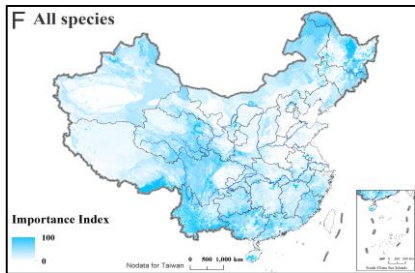 F All species
Importance Index
100
0
Nodata for Taiwan
0 500 1,000 km